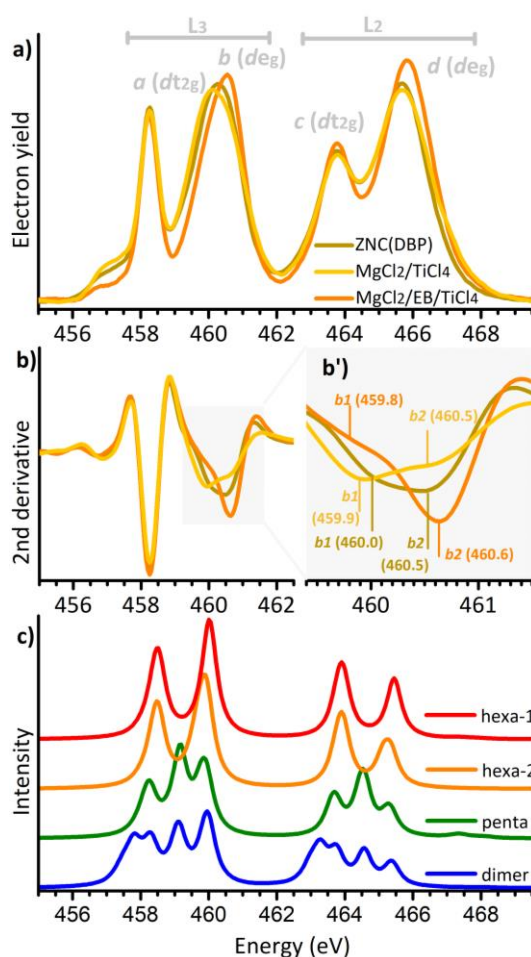 a)
L3
L2
b (deg)
a (dt2g)
d (deg)
c (dt2g)
Electron yield
ZNC(DBP)
MgCl2/TiCl4
MgCl2/EB/TiCl4
456 458 460 462 464 466 468
b)
b')
b1 (459.8)
b2 (460.5)
b1
(459.9)
b1 (460.0)
b2
(460.5)
b2 (460.6)
2nd derivative
456 458 460 462
460 461
c)
hexa-1
hexa-2
penta
dimer
Intensity
456 458 460 462 464 466 468
Energy (eV)